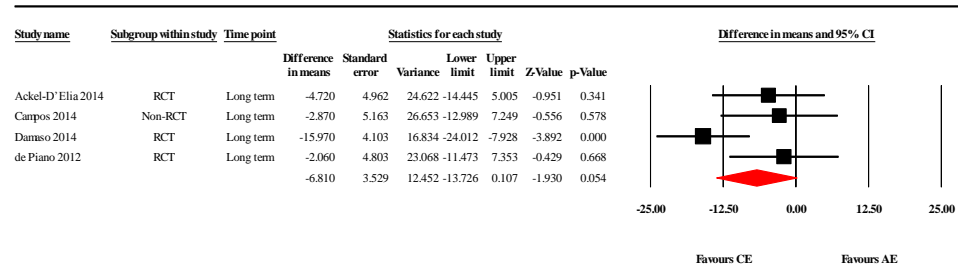 Study name Subgroup within study Time point Statistics for each study Difference in means and 95% CI
Difference in means Standard error Variance Lower limit Upper limit Z-Value p-Value
Ackel-D'Elia 2014 RCT Long term -4.720 4.962 24.622 -14.445 5.005 -0.951 0.341
Campos 2014 Non-RCT Long term -2.870 5.163 26.653 -12.989 7.249 -0.556 0.578
Damaso 2014 RCT Long term -15.970 4.103 16.834 -24.012 -7.928 -3.892 0.000
de Piano 2012 RCT Long term -2.060 4.803 23.068 -11.473 7.353 -0.429 0.668
-6.810 3.529 12.452 -13.726 0.107 -1.930 0.054
-25.00 -12.50 0.00 12.50 25.00
Favours CE Favours AE